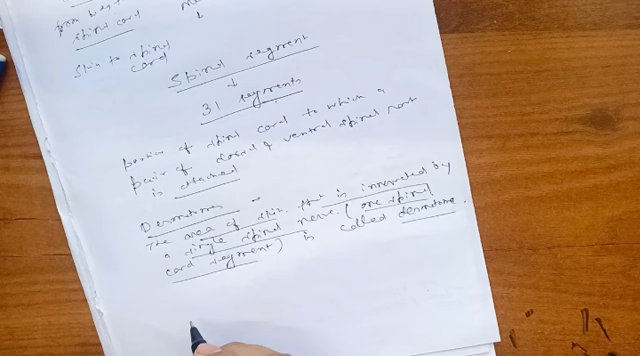 from
spinal cord
Skin to spinal
cord
Spinal segment
↓
31 segments
portion of spinal cord to which a
pair of dorsal & ventral spinal root
is attached
Dermatomes
The area of skin that is innervated by
a single spinal nerve (one spinal
cord segment) is called dermatome.